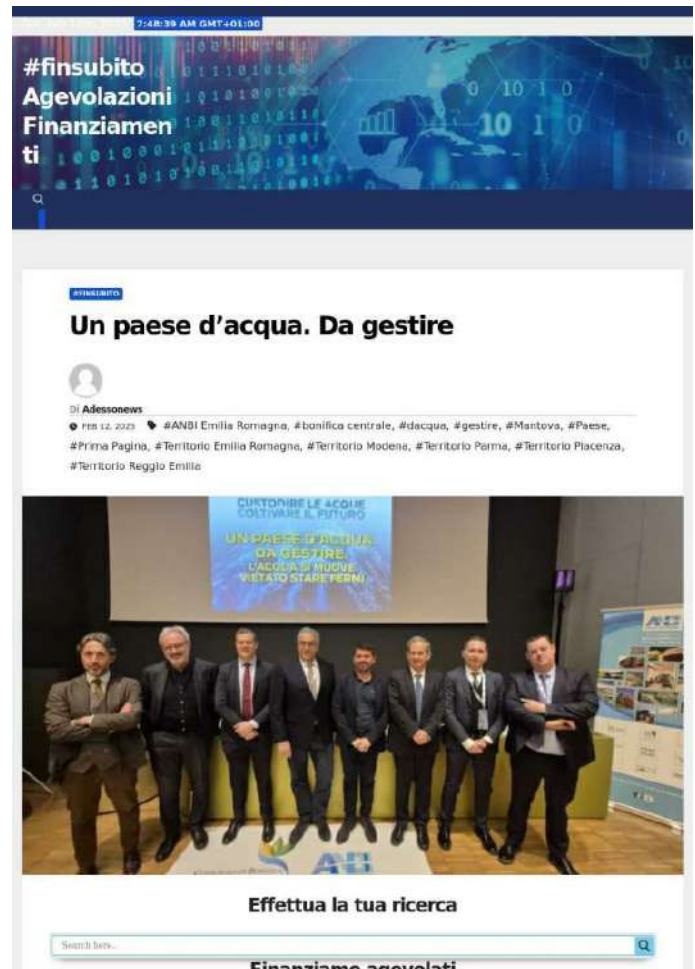 7:48:39 AM GMT+01:00
#finsubito
Agevolazioni
Finanziamen
ti
#FINSUBITO
Un paese d’acqua. Da gestire
Di Adessonews
FEB 12, 2025 #ANBI Emilia Romagna, #bonifica centrale, #dacqua, #gestire, #Mantova, #Paese,
#Prima Pagina, #Territorio Emilia Romagna, #Territorio Modena, #Territorio Parma, #Territorio Piacenza,
#Territorio Reggio Emilia
CUSTODIRE LE ACQUE
COLTIVARE IL FUTURO
UN PAESE D'ACQUA
DA GESTIRE.
L'ACQUA SI MUOVE
VIETATO STARE FERMI
Effettua la tua ricerca
Search here..
Finanziamo agevolati